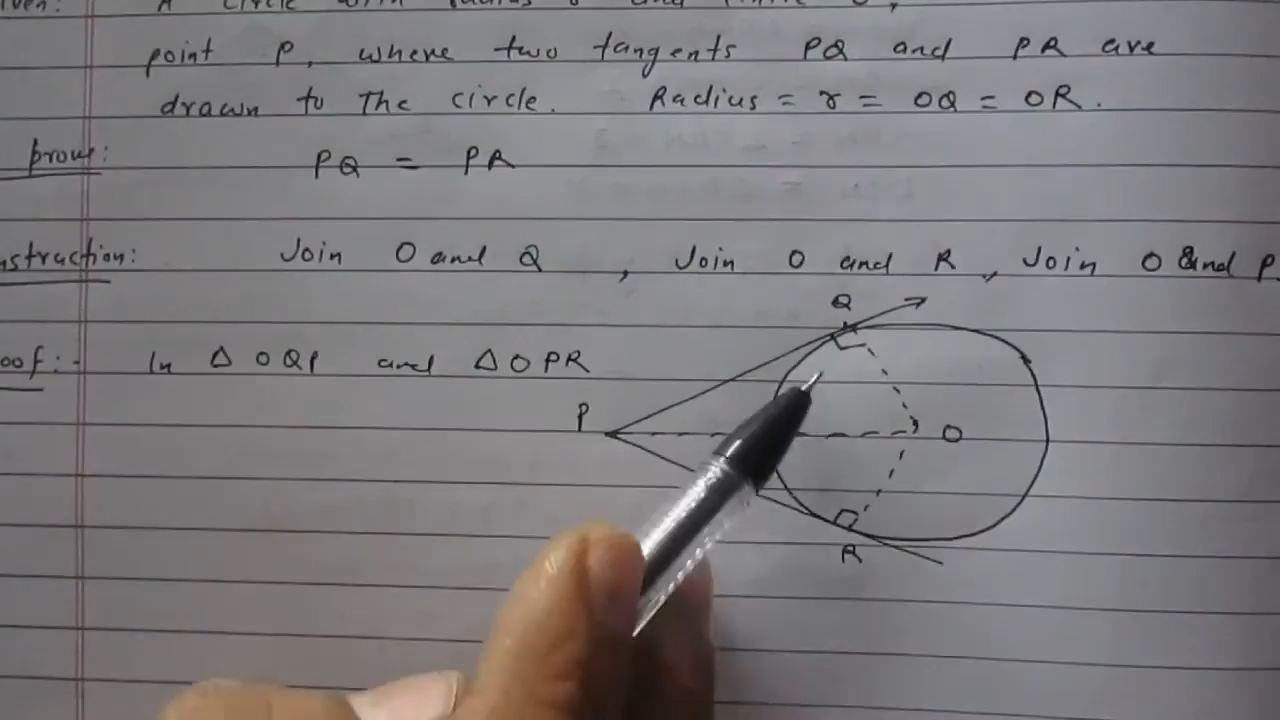 point P, where two tangents PQ and PR are
drawn to the circle. Radius = r = OQ = OR.
prove:
PQ = PR
nstraction: Join O and Q, Join O and R, Join O and P
Q
oof:- In Δ OQP and Δ OPR
P
O
R